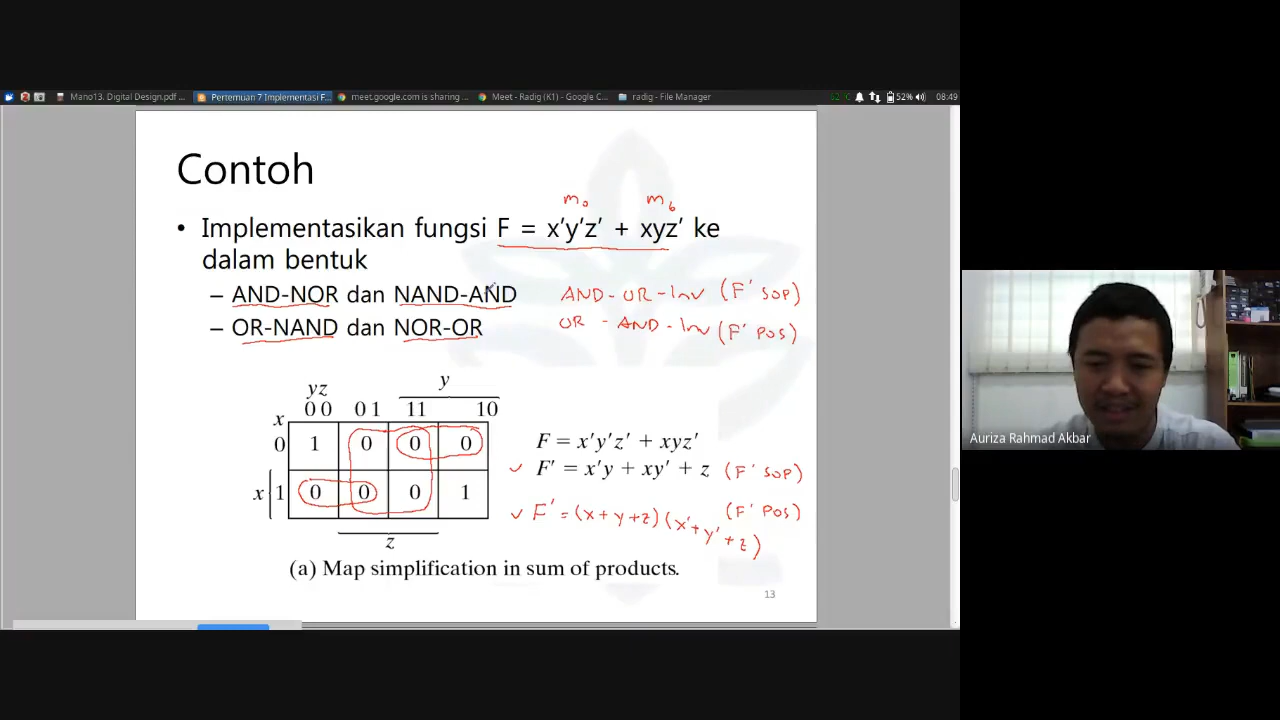 Mano13. Digital Design.pdf ...
Pertemuan 7 Implementasi F...
meet.google.com is sharing ...
Meet - Radig (K1) - Google C...
radig - File Manager
52%
08:49
Contoh
m₀ m₆
• Implementasikan fungsi F = x'y'z' + xyz' ke
dalam bentuk
– AND-NOR dan NAND-AND AND-OR-Inv (F' SOP)
– OR-NAND dan NOR-OR OR-AND-Inv (F' POS)
y
yz
x 0 0 0 1 11 10
0 1 0 0 0
x 1 0 0 0 1
z
F = x'y'z' + xyz'
✓ F' = x'y + xy' + z (F' SOP)
✓ F' = (x+y+z)(x'+y'+z) (F' POS)
(a) Map simplification in sum of products.
13
Auriza Rahmad Akbar